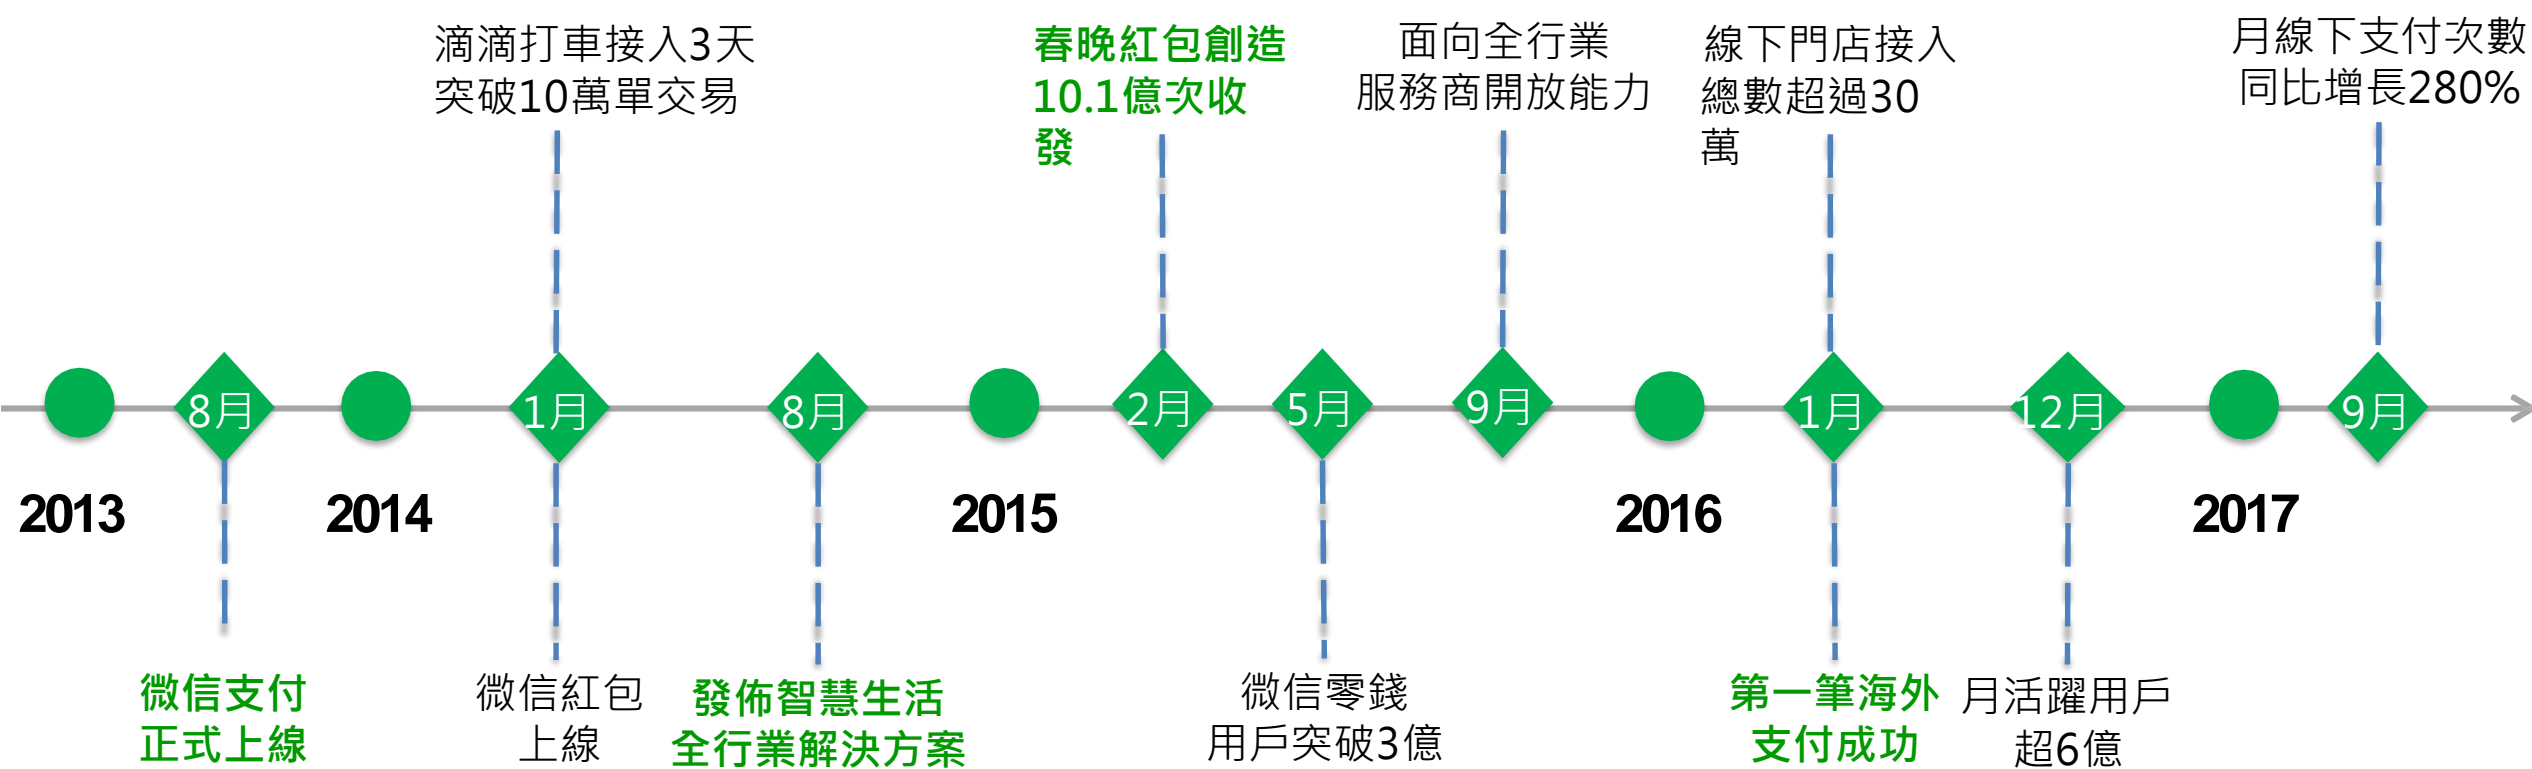 滴滴打車接入3天
突破10萬單交易
春晚紅包創造
10.1億次收
發
面向全行業
服務商開放能力
線下門店接入
總數超過30
萬
月線下支付次數
同比增長280%
8月
1月
8月
2月
5月
9月
1月
12月
9月
2013
2014
2015
2016
2017
微信支付
正式上線
微信紅包
上線
發佈智慧生活
全行業解決方案
微信零錢
用戶突破3億
第一筆海外
支付成功
月活躍用戶
超6億